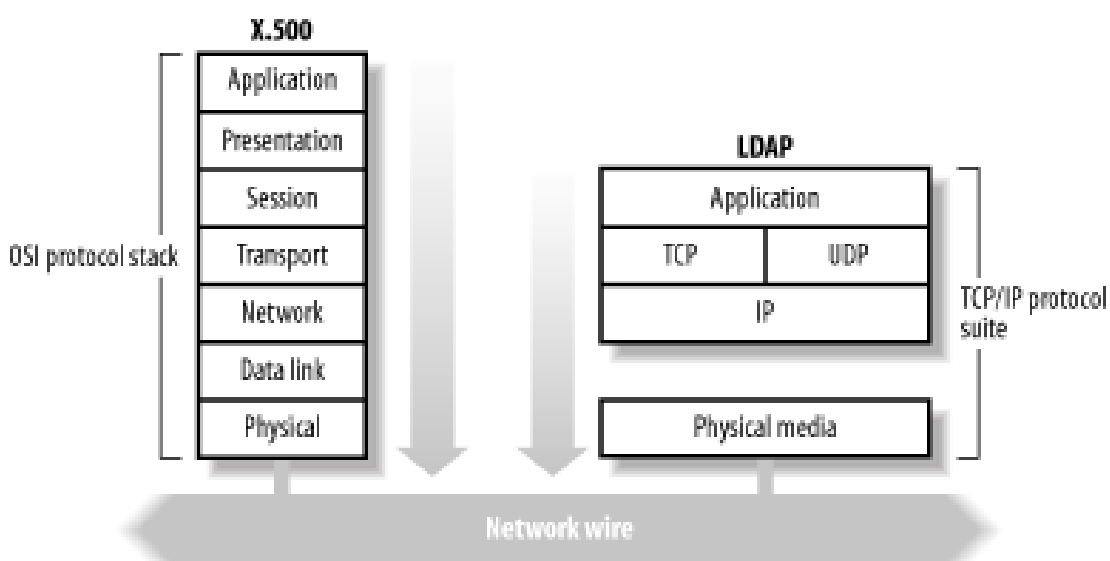 X.500
Application
Presentation
Session
Transport
Network
Data link
Physical
OSI protocol stack
LDAP
Application
TCP
UDP
IP
Physical media
TCP/IP protocol
suite
Network wire